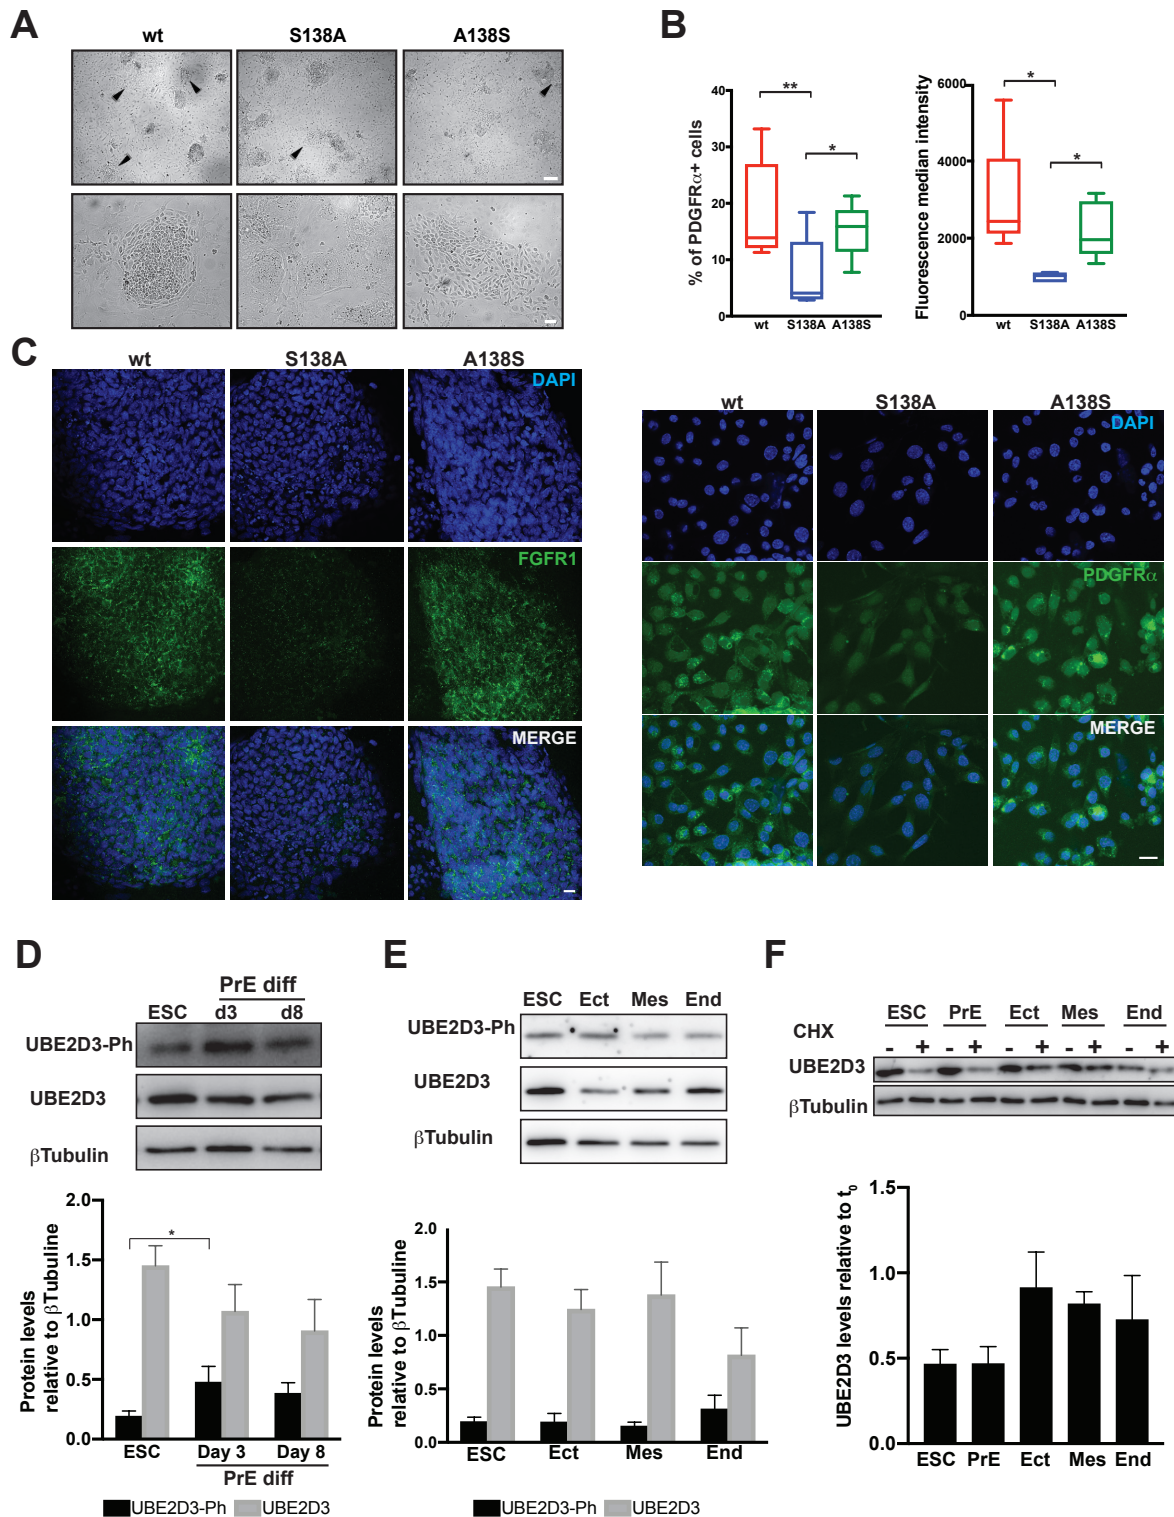 A
wt S138A A138S
B
** *
% of PDGFRα+ cells
40
30
20
10
0
wt S138A A138S
* *
Fluorescence median intensity
6000
4000
2000
0
wt S138A A138S
C
wt S138A A138S
DAPI
FGFR1
MERGE
wt S138A A138S
DAPI
PDGFRα
MERGE
D
PrE diff
ESC d3 d8
UBE2D3-Ph
UBE2D3
βTubulin
Protein levels
relative to βTubuline
2.0
1.5
1.0
0.5
0.0
*
ESC Day 3 Day 8
PrE diff
UBE2D3-Ph UBE2D3
E
ESC Ect Mes End
UBE2D3-Ph
UBE2D3
βTubulin
Protein levels
relative to βTubuline
2.0
1.5
1.0
0.5
0.0
ESC Ect Mes End
UBE2D3-Ph UBE2D3
F
ESC PrE Ect Mes End
CHX - + - + - + - + - +
UBE2D3
βTubulin
UBE2D3 levels relative to t0
1.5
1.0
0.5
0.0
ESC PrE Ect Mes End